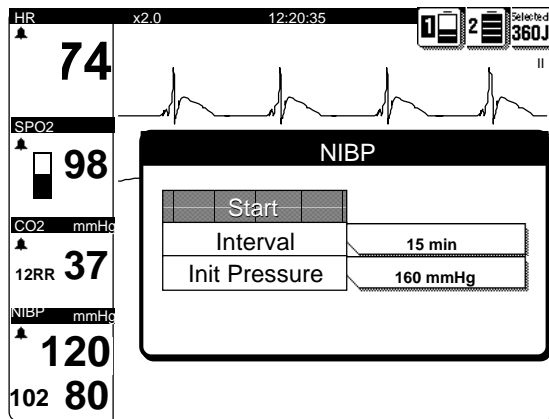 HR x2.0 12:20:35 1 2 Selected 360J
74
II
SPO2
98
CO2 mmHg
12RR 37
NIBP mmHg
120
102 80
NIBP
Start
Interval 15 min
Init Pressure 160 mmHg